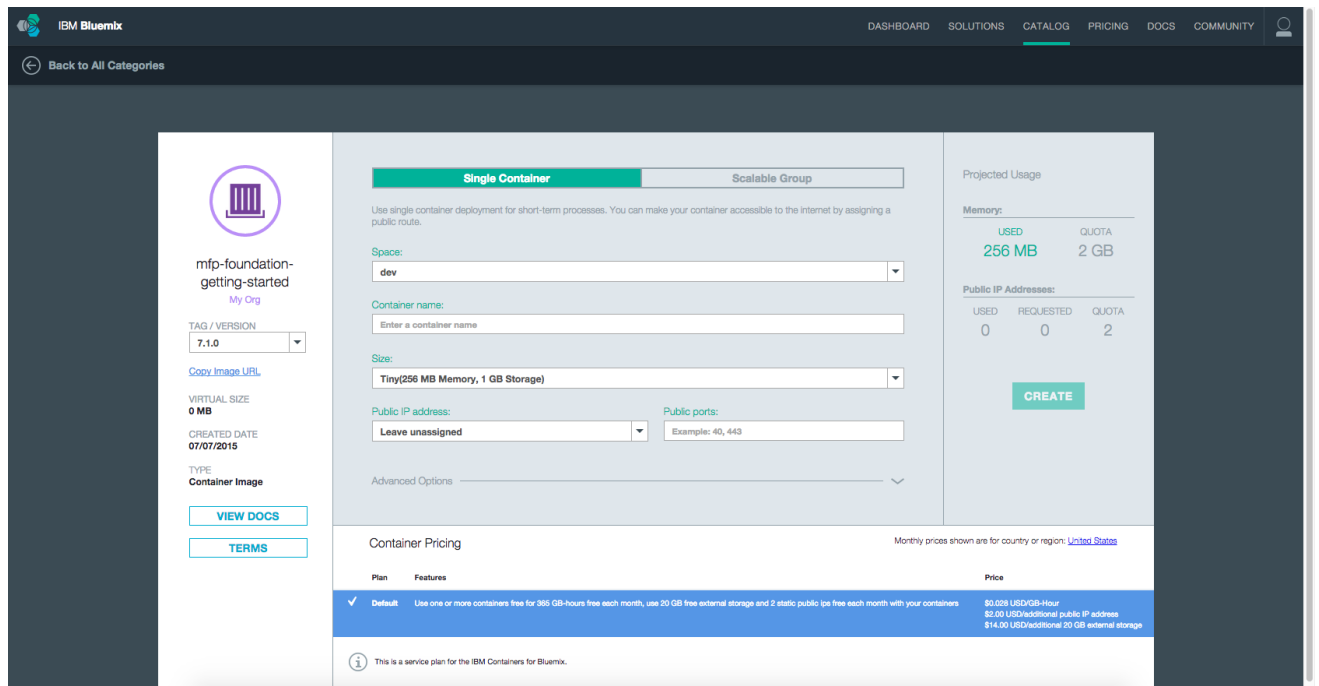 IBM Bluemix
DASHBOARD SOLUTIONS CATALOG PRICING DOCS COMMUNITY
Back to All Categories
mfp-foundation-
getting-started
My Org
TAG / VERSION
7.1.0
Copy Image URL
VIRTUAL SIZE
0 MB
CREATED DATE
07/07/2015
TYPE
Container Image
VIEW DOCS
TERMS
Single Container Scalable Group
Use single container deployment for short-term processes. You can make your container accessible to the internet by assigning a
public route.
Space:
dev
Container name:
Enter a container name
Size:
Tiny(256 MB Memory, 1 GB Storage)
Public IP address: Public ports:
Leave unassigned Example: 40, 443
Advanced Options
Projected Usage
Memory:
USED QUOTA
256 MB 2 GB
Public IP Addresses:
USED REQUESTED QUOTA
0 0 2
CREATE
Container Pricing
Monthly prices shown are for country or region: United States
Plan Features Price
Default Use one or more containers free for 365 GB-hours free each month, use 20 GB free external storage and 2 static public ips free each month with your containers $0.028 USD/GB-Hour
$2.00 USD/additional public IP address
$14.00 USD/additional 20 GB external storage
This is a service plan for the IBM Containers for Bluemix.